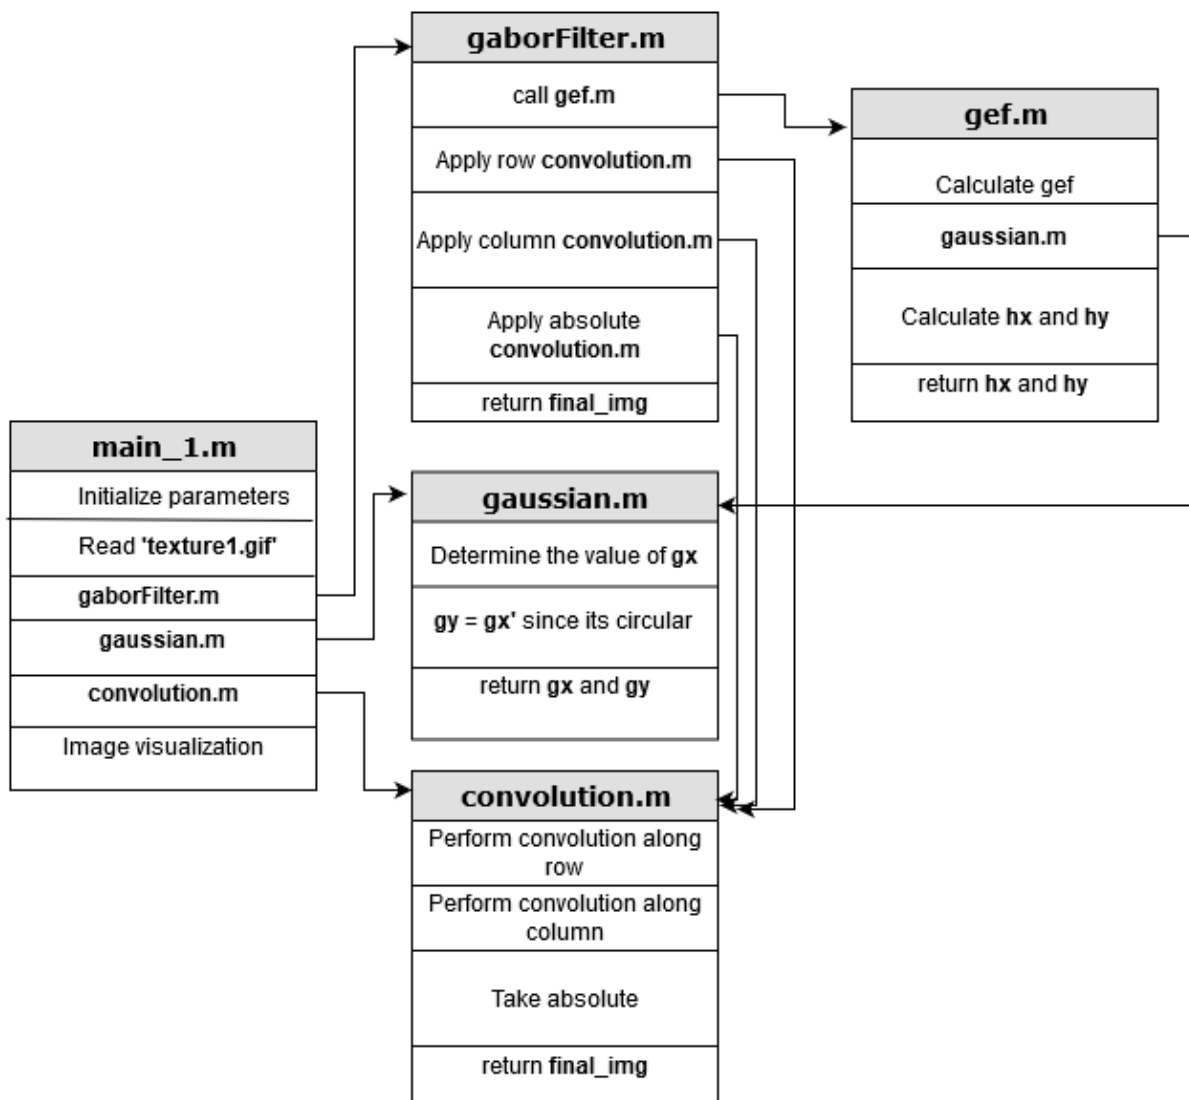 gaborFilter.m
call gef.m
Apply row convolution.m
Apply column convolution.m
Apply absolute
convolution.m
return final_img
gef.m
Calculate gef
gaussian.m
Calculate hx and hy
return hx and hy
main_1.m
Initialize parameters
Read 'texture1.gif'
gaborFilter.m
gaussian.m
convolution.m
Image visualization
gaussian.m
Determine the value of gx
gy = gx' since its circular
return gx and gy
convolution.m
Perform convolution along
row
Perform convolution along
column
Take absolute
return final_img